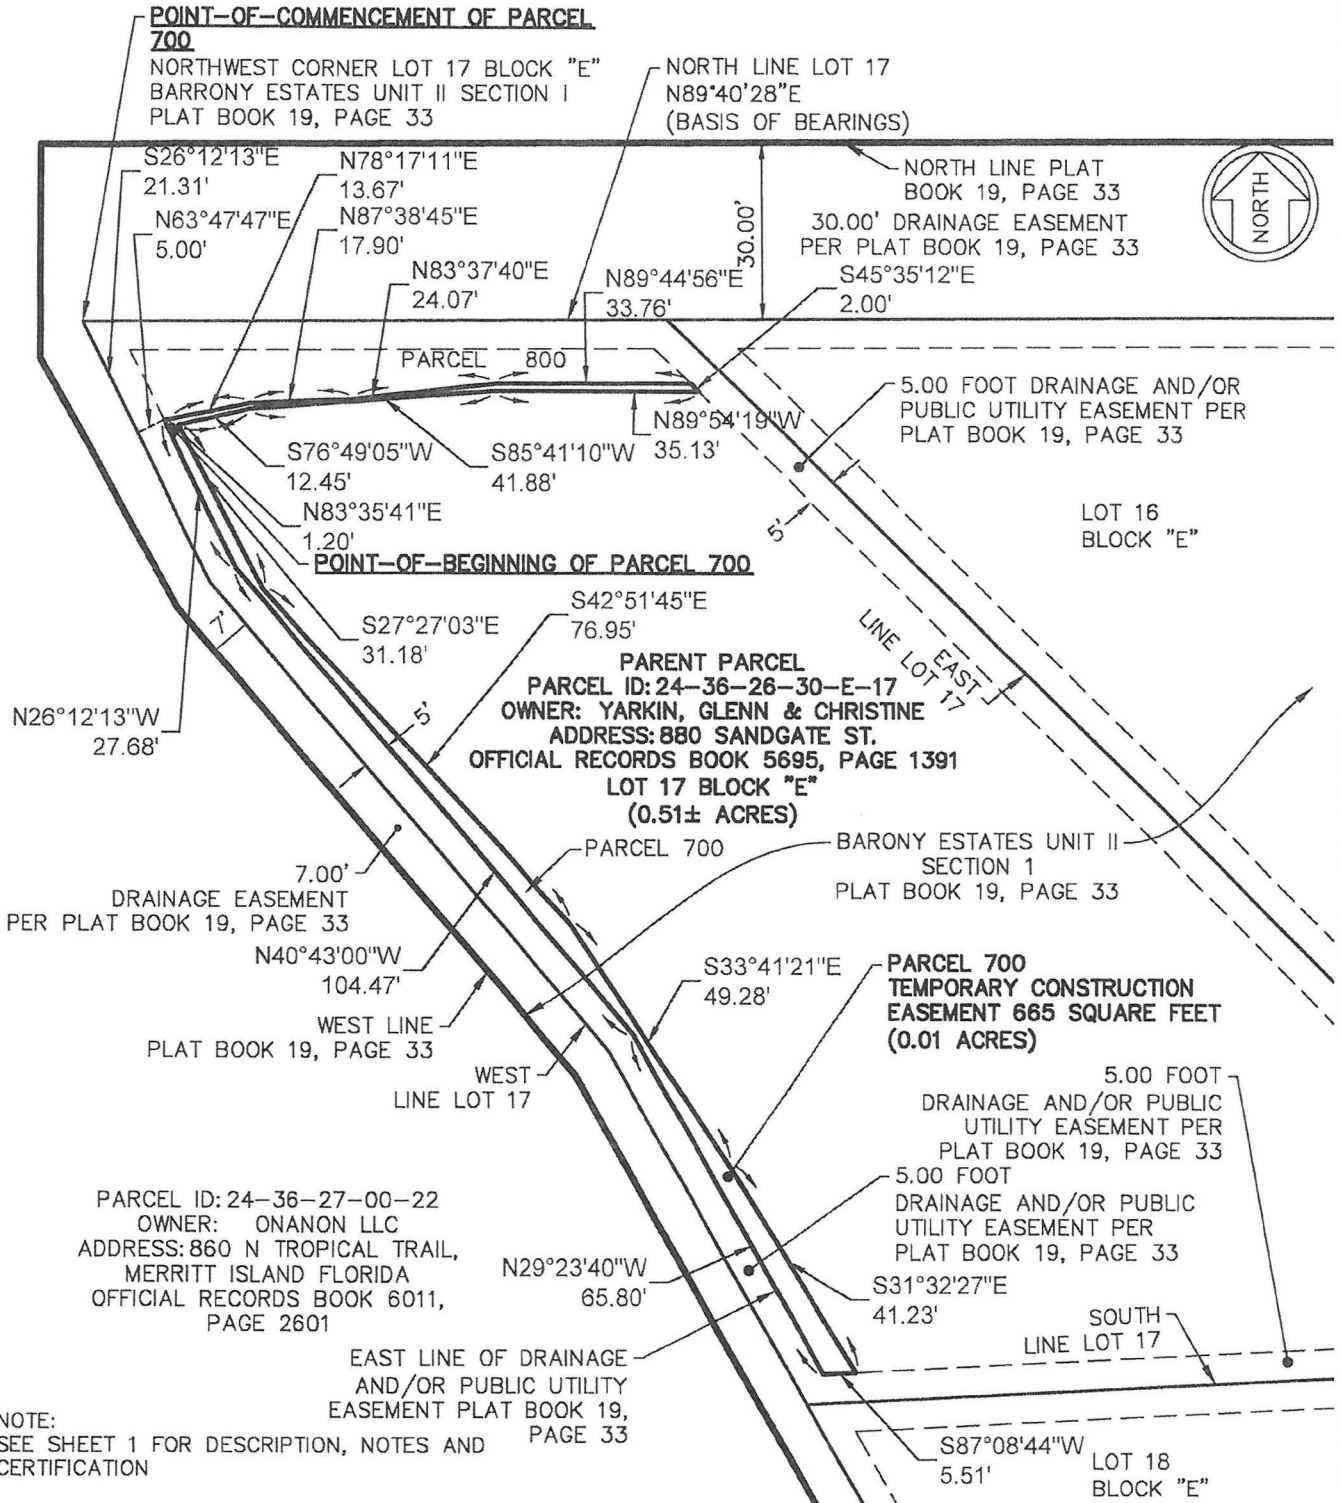 POINT-OF-COMMENCEMENT OF PARCEL
700
NORTHWEST CORNER LOT 17 BLOCK "E"
BARRONY ESTATES UNIT II SECTION I
PLAT BOOK 19, PAGE 33
NORTH LINE LOT 17
N89°40'28"E
(BASIS OF BEARINGS)
S26°12'13"E
21.31'
N78°17'11"E
13.67'
NORTH LINE PLAT
BOOK 19, PAGE 33
NORTH
N63°47'47"E
5.00'
N87°38'45"E
17.90'
30.00'
30.00' DRAINAGE EASEMENT
PER PLAT BOOK 19, PAGE 33
N83°37'40"E
24.07'
N89°44'56"E
33.76'
S45°35'12"E
2.00'
PARCEL 800
5.00 FOOT DRAINAGE AND/OR
PUBLIC UTILITY EASEMENT PER
PLAT BOOK 19, PAGE 33
S76°49'05"W
12.45'
S85°41'10"W
41.88'
N89°54'19"W
35.13'
N83°35'41"E
1.20'
5'
LOT 16
BLOCK "E"
POINT-OF-BEGINNING OF PARCEL 700
S27°27'03"E
31.18'
S42°51'45"E
76.95'
7'
EAST
LINE LOT 17
PARENT PARCEL
PARCEL ID: 24-36-26-30-E-17
OWNER: YARKIN, GLENN & CHRISTINE
ADDRESS: 880 SANDGATE ST.
OFFICIAL RECORDS BOOK 5695, PAGE 1391
LOT 17 BLOCK "E"
(0.51± ACRES)
N26°12'13"W
27.68'
5'
PARCEL 700
BARONY ESTATES UNIT II
SECTION 1
PLAT BOOK 19, PAGE 33
7.00'
DRAINAGE EASEMENT
PER PLAT BOOK 19, PAGE 33
N40°43'00"W
104.47'
S33°41'21"E
49.28'
PARCEL 700
TEMPORARY CONSTRUCTION
EASEMENT 665 SQUARE FEET
(0.01 ACRES)
WEST LINE
PLAT BOOK 19, PAGE 33
WEST
LINE LOT 17
5.00 FOOT
DRAINAGE AND/OR PUBLIC
UTILITY EASEMENT PER
PLAT BOOK 19, PAGE 33
5.00 FOOT
DRAINAGE AND/OR PUBLIC
UTILITY EASEMENT PER
PLAT BOOK 19, PAGE 33
PARCEL ID: 24-36-27-00-22
OWNER: ONANON LLC
ADDRESS: 860 N TROPICAL TRAIL,
MERRITT ISLAND FLORIDA
OFFICIAL RECORDS BOOK 6011,
PAGE 2601
N29°23'40"W
65.80'
S31°32'27"E
41.23'
SOUTH
LINE LOT 17
EAST LINE OF DRAINAGE
AND/OR PUBLIC UTILITY
EASEMENT PLAT BOOK 19,
PAGE 33
S87°08'44"W
5.51'
LOT 18
BLOCK "E"
NOTE:
SEE SHEET 1 FOR DESCRIPTION, NOTES AND
CERTIFICATION